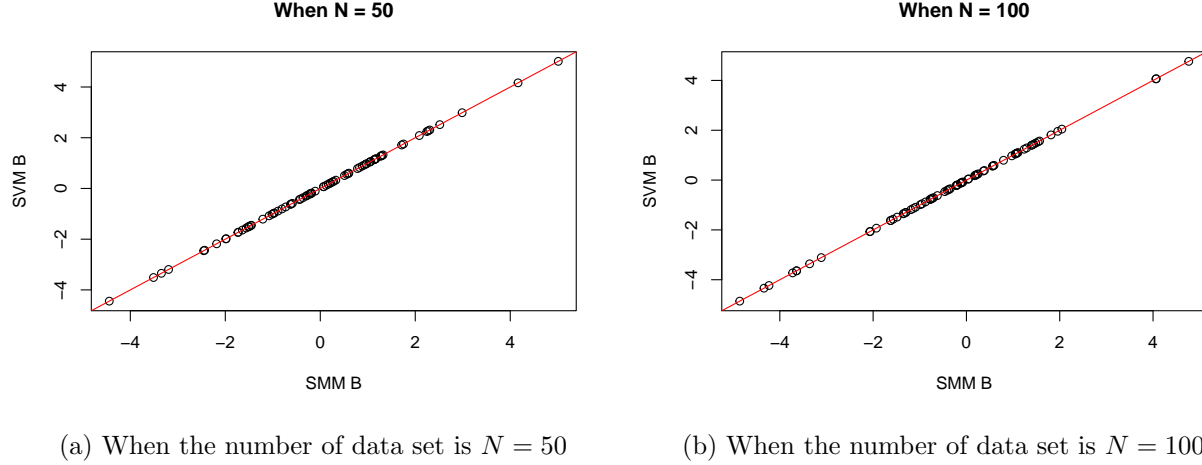 When N = 50
SVM B
4
2
0
−2
−4
−4 −2 0 2 4
SMM B
(a) When the number of data set is N = 50
When N = 100
SVM B
4
2
0
−2
−4
−4 −2 0 2 4
SMM B
(b) When the number of data set is N = 100